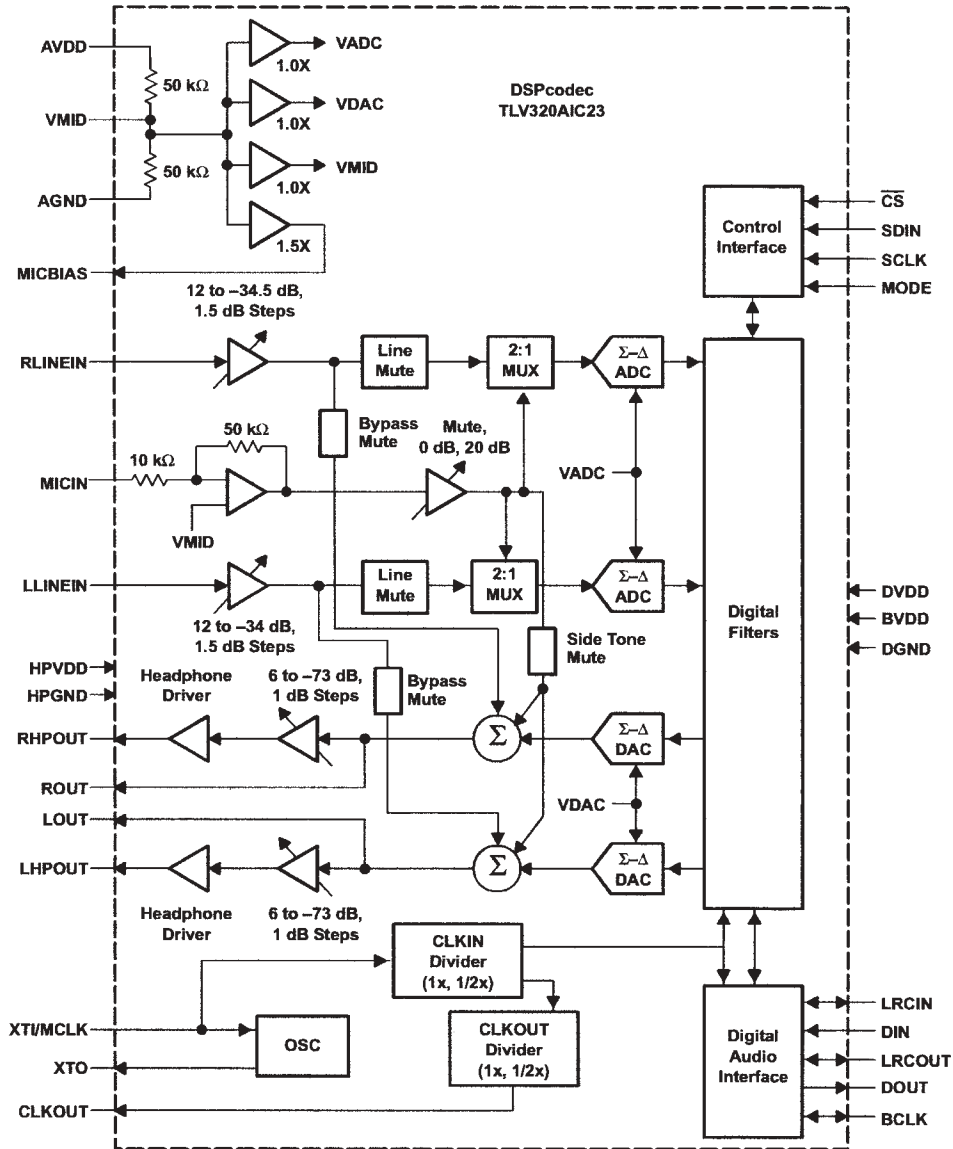 AVDD
50 kΩ
VMID
50 kΩ
AGND
VADC
1.0X
VDAC
1.0X
VMID
1.0X
1.5X
MICBIAS
DSPcodec
TLV320AIC23
Control
Interface
C̅S̅
SDIN
SCLK
MODE
12 to –34.5 dB,
1.5 dB Steps
RLINEIN
Line
Mute
2:1
MUX
Σ–Δ
ADC
50 kΩ
Bypass
Mute
Mute,
0 dB, 20 dB
10 kΩ
MICIN
VMID
VADC
LLINEIN
Line
Mute
2:1
MUX
Σ–Δ
ADC
12 to –34 dB,
1.5 dB Steps
Side Tone
Mute
Digital
Filters
DVDD
BVDD
DGND
HPVDD
HPGND
Headphone
Driver
6 to –73 dB,
1 dB Steps
Bypass
Mute
RHPOUT
Σ
Σ–Δ
DAC
ROUT
LOUT
VDAC
LHPOUT
Σ
Σ–Δ
DAC
Headphone
Driver
6 to –73 dB,
1 dB Steps
CLKIN
Divider
(1x, 1/2x)
XTI/MCLK
OSC
XTO
CLKOUT
Divider
(1x, 1/2x)
CLKOUT
Digital
Audio
Interface
LRCIN
DIN
LRCOUT
DOUT
BCLK